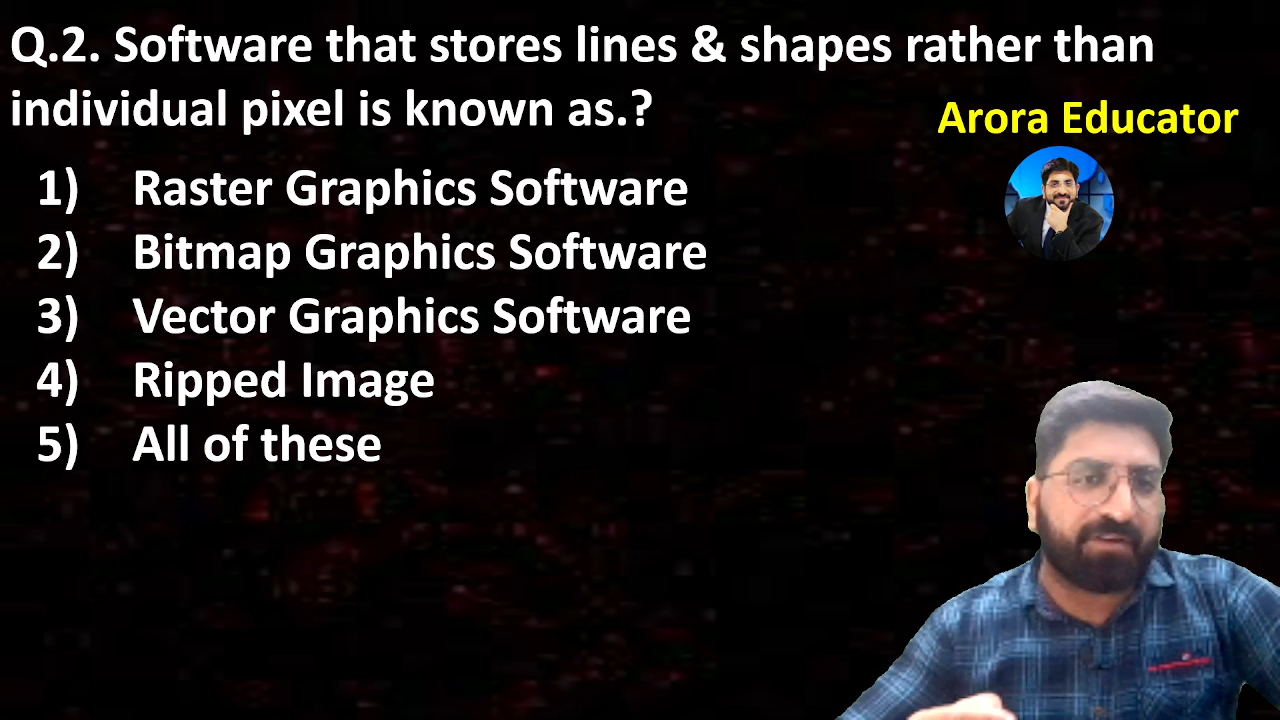 Q.2. Software that stores lines & shapes rather than
individual pixel is known as.?
Arora Educator
1) Raster Graphics Software
2) Bitmap Graphics Software
3) Vector Graphics Software
4) Ripped Image
5) All of these